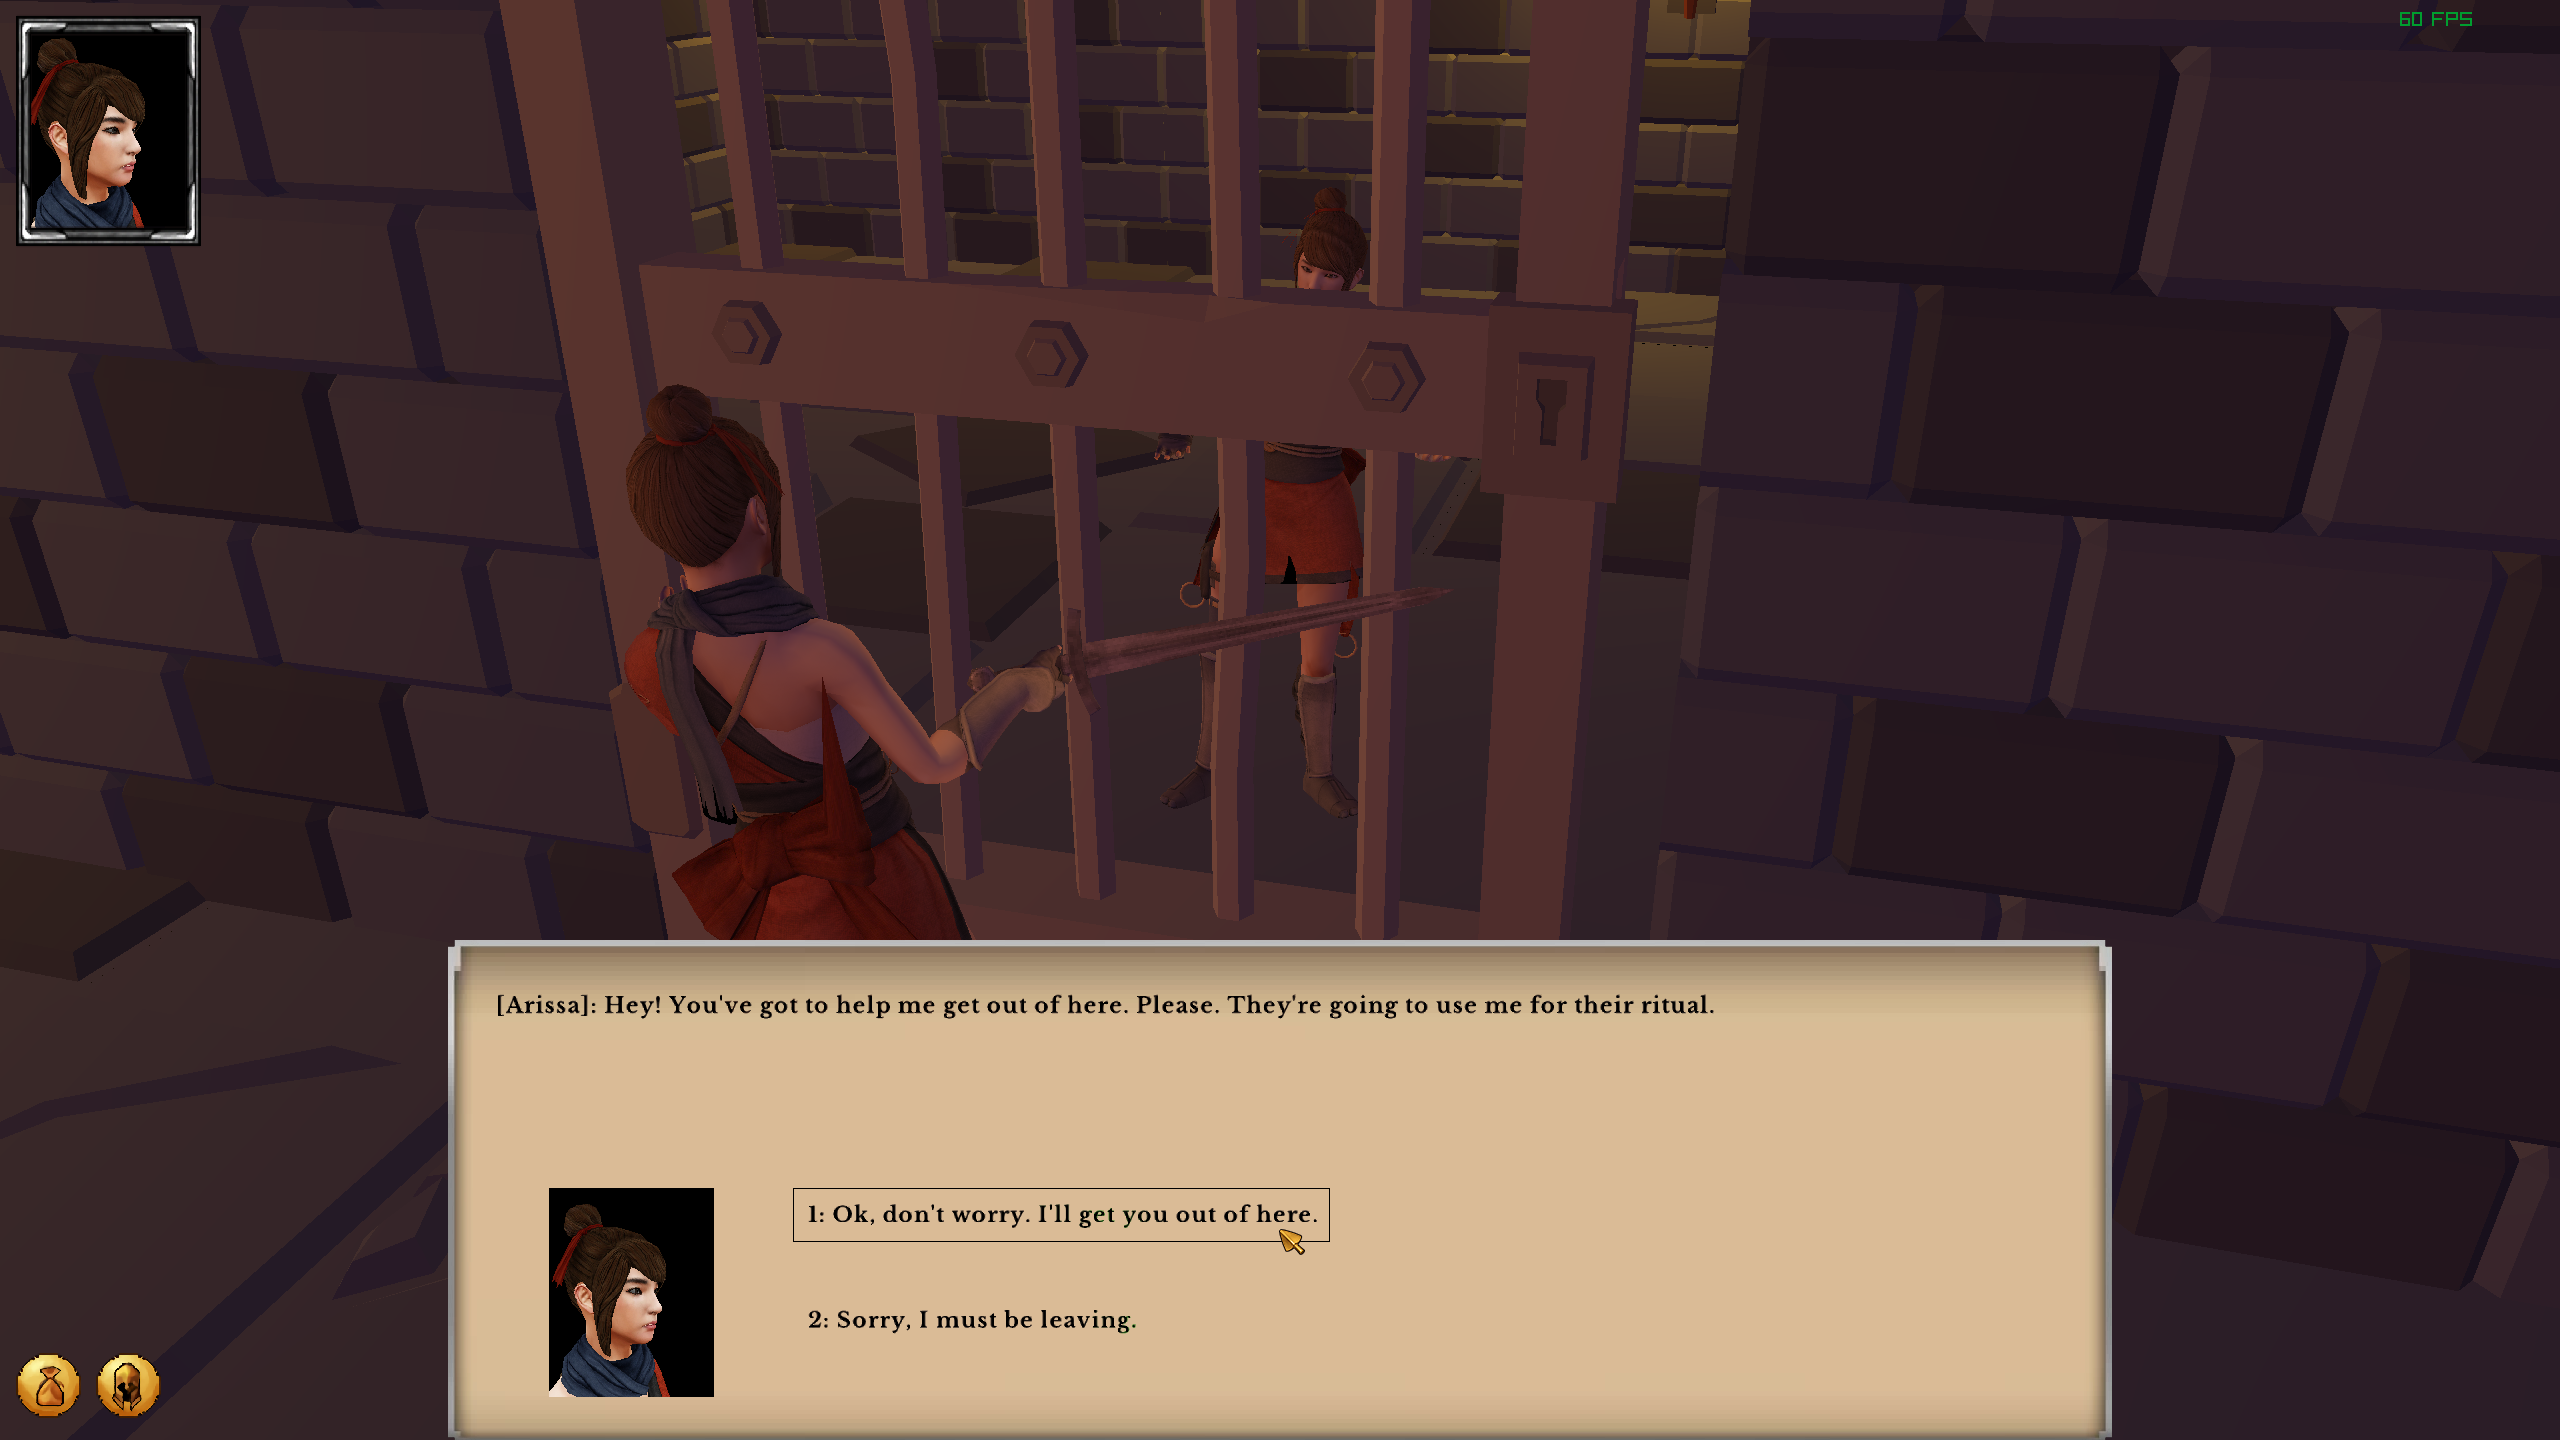 60 FPS
[Arissa]: Hey! You've got to help me get out of here. Please. They're going to use me for their ritual.
1: Ok, don't worry. I'll get you out of here.
2: Sorry, I must be leaving.